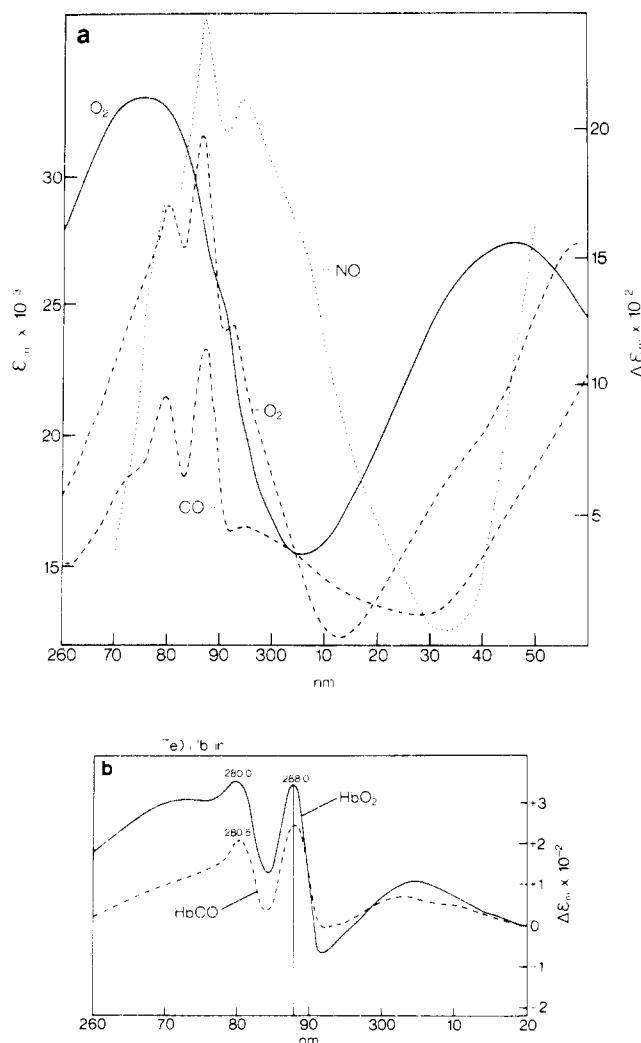 a
O₂
20
30
15
NO
εm × 10⁻³
Δεm × 10⁻²
25
10
20
O₂
CO
5
15
260 70 80 90 300 10 20 30 40 50
nm
b
280.0 288.0
+3
HbO₂
280.5
+2
+1
Δεm × 10⁻²
HbCO
0
-1
-2
260 70 80 90 300 10 20
nm